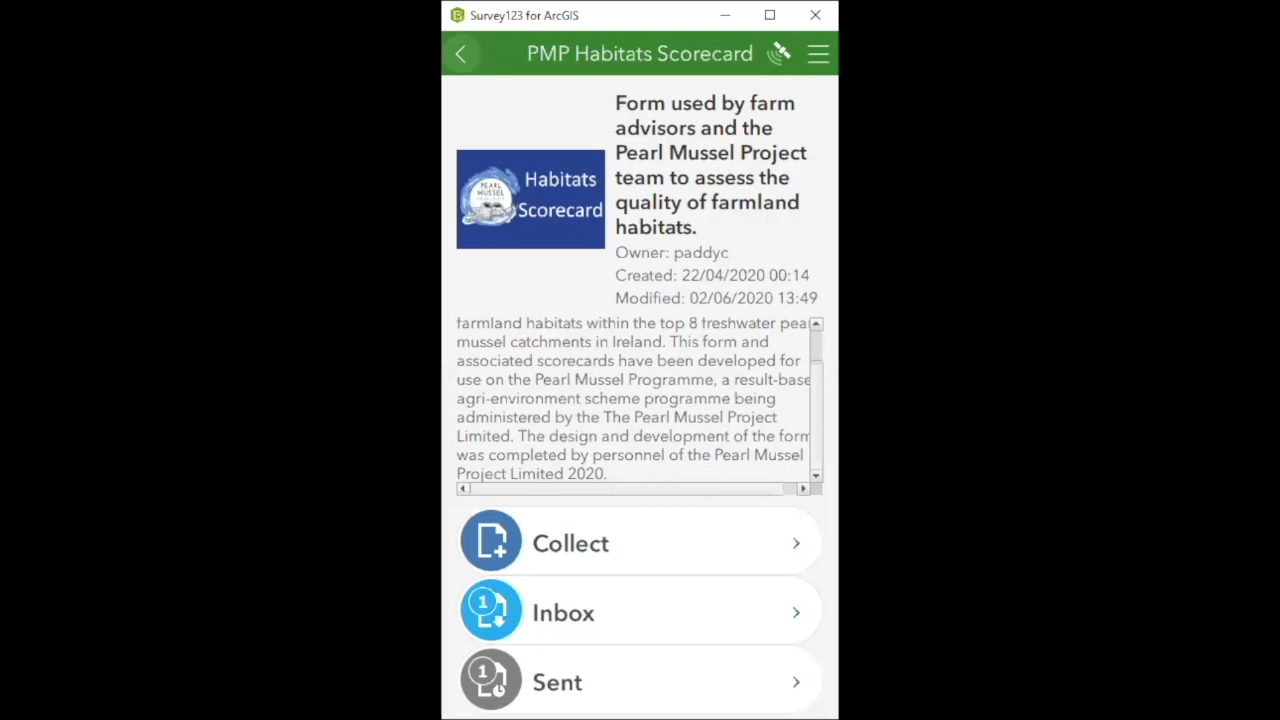 Survey123 for ArcGIS
PMP Habitats Scorecard
Form used by farm
advisors and the
Pearl Mussel Project
team to assess the
quality of farmland
habitats.
Owner: paddyc
Created: 22/04/2020 00:14
Modified: 02/06/2020 13:49
PEARL
MUSSEL
Habitats
Scorecard
farmland habitats within the top 8 freshwater pea
mussel catchments in Ireland. This form and
associated scorecards have been developed for
use on the Pearl Mussel Programme, a result-base
agri-environment scheme programme being
administered by the The Pearl Mussel Project
Limited. The design and development of the form
was completed by personnel of the Pearl Mussel
Project Limited 2020.
Collect
1
Inbox
1
Sent